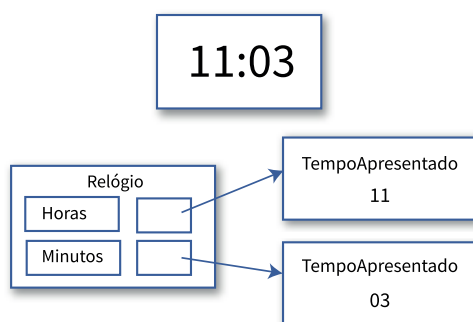 11:03
Relógio
Horas
Minutos
TempoApresentado
11
TempoApresentado
03